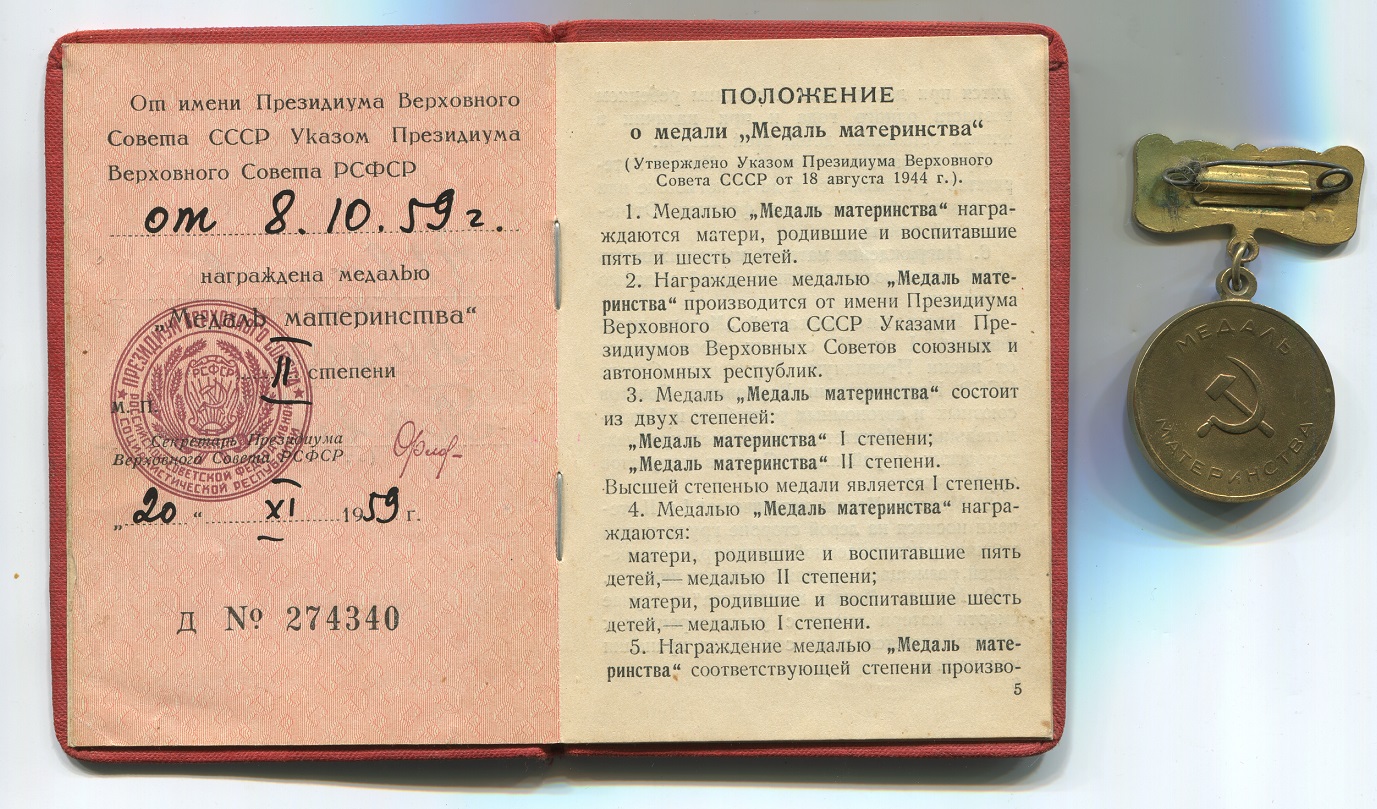 От имени Президиума Верховного
Совета СССР Указом Президиума
Верховного Совета РСФСР
от 8.10.59 г.
награждена медалью
„Медаль материнства“
II степени
М. П.
Секретарь Президиума
Верховного Совета РСФСР
„20“ XI 1959 г.
Д № 274340
ПРЕЗИДИУМ ВЕРХОВНОГО СОВЕТА
РСФСР
ПОЛОЖЕНИЕ
о медали „Медаль материнства“
(Утверждено Указом Президиума Верховного
Совета СССР от 18 августа 1944 г.).
1. Медалью „Медаль материнства“ награ-
ждаются матери, родившие и воспитавшие
пять и шесть детей.
2. Награждение медалью „Медаль мате-
ринства“ производится от имени Президиума
Верховного Совета СССР Указами Пре-
зидиумов Верховных Советов союзных и
автономных республик.
3. Медаль „Медаль материнства“ состоит
из двух степеней:
„Медаль материнства“ I степени;
„Медаль материнства“ II степени.
Высшей степенью медали является I степень.
4. Медалью „Медаль материнства“ награ-
ждаются:
матери, родившие и воспитавшие пять
детей,— медалью II степени;
матери, родившие и воспитавшие шесть
детей,— медалью I степени.
5. Награждение медалью „Медаль мате-
ринства“ соответствующей степени произво-
5
МЕДАЛЬ
МАТЕРИНСТВА